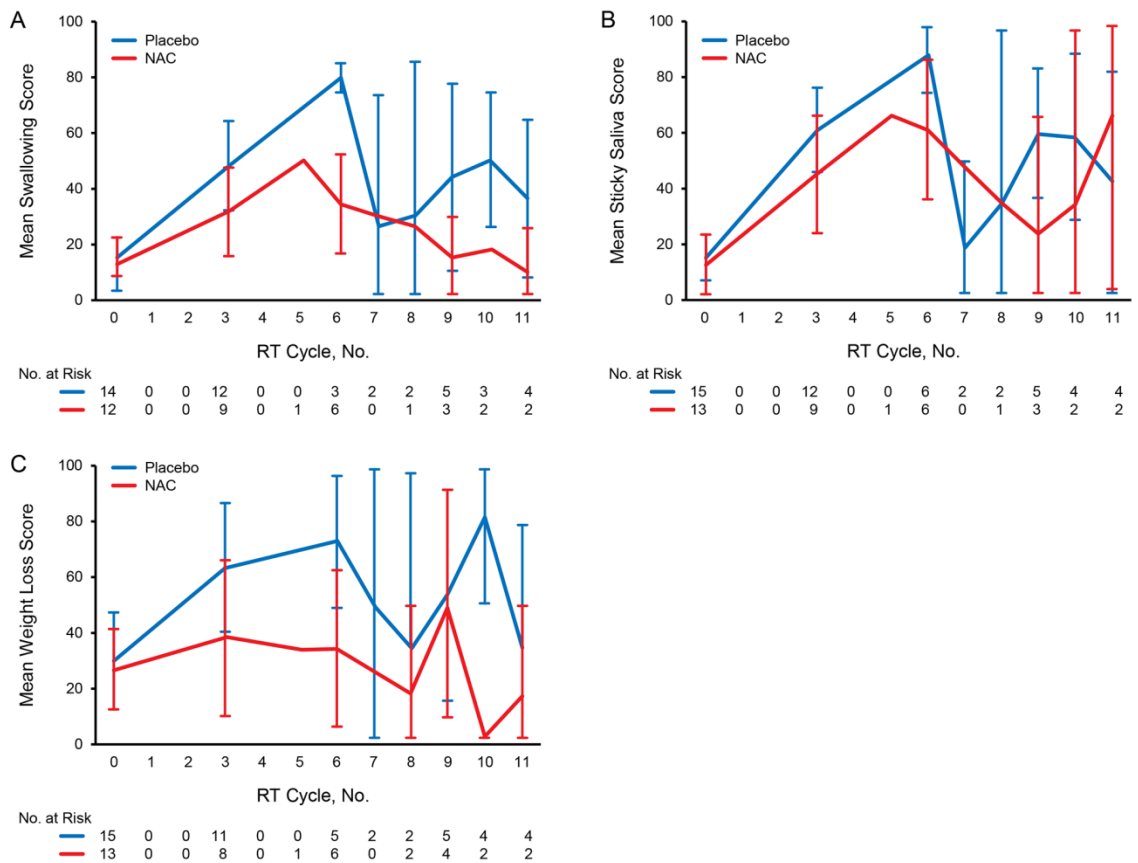 A
Placebo
NAC
Mean Swallowing Score
100
80
60
40
20
0
0 1 2 3 4 5 6 7 8 9 10 11
RT Cycle, No.
No. at Risk
14 0 0 12 0 0 3 2 2 5 3 4
12 0 0 9 0 1 6 0 1 3 2 2
B
Placebo
NAC
Mean Sticky Saliva Score
100
80
60
40
20
0
0 1 2 3 4 5 6 7 8 9 10 11
RT Cycle, No.
No. at Risk
15 0 0 12 0 0 6 2 2 5 4 4
13 0 0 9 0 1 6 0 1 3 2 2
C
Placebo
NAC
Mean Weight Loss Score
100
80
60
40
20
0
0 1 2 3 4 5 6 7 8 9 10 11
RT Cycle, No.
No. at Risk
15 0 0 11 0 0 5 2 2 5 4 4
13 0 0 8 0 1 6 0 2 4 2 2